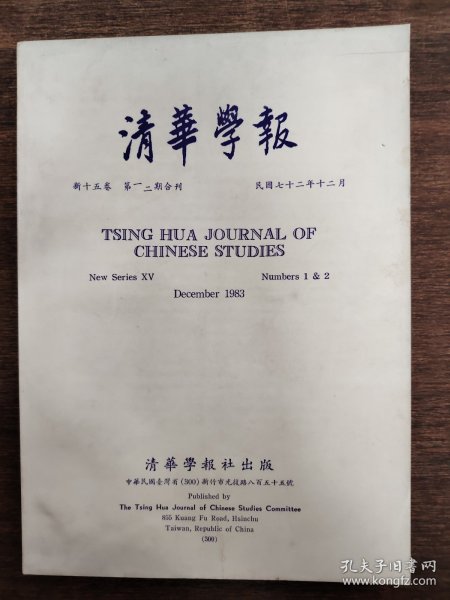 清華學報
新十五卷 第一、二期合刊 民國七十二年十二月
TSING HUA JOURNAL OF
CHINESE STUDIES
New Series XV Numbers 1 & 2
December 1983
清華學報社出版
中華民國臺灣省(300)新竹市光復路八百五十五號
Published by
The Tsing Hua Journal of Chinese Studies Committee
855 Kuang Fu Road, Hsinchu
Taiwan, Republic of China
(300)
孔夫子旧书网
www.kongfz.com